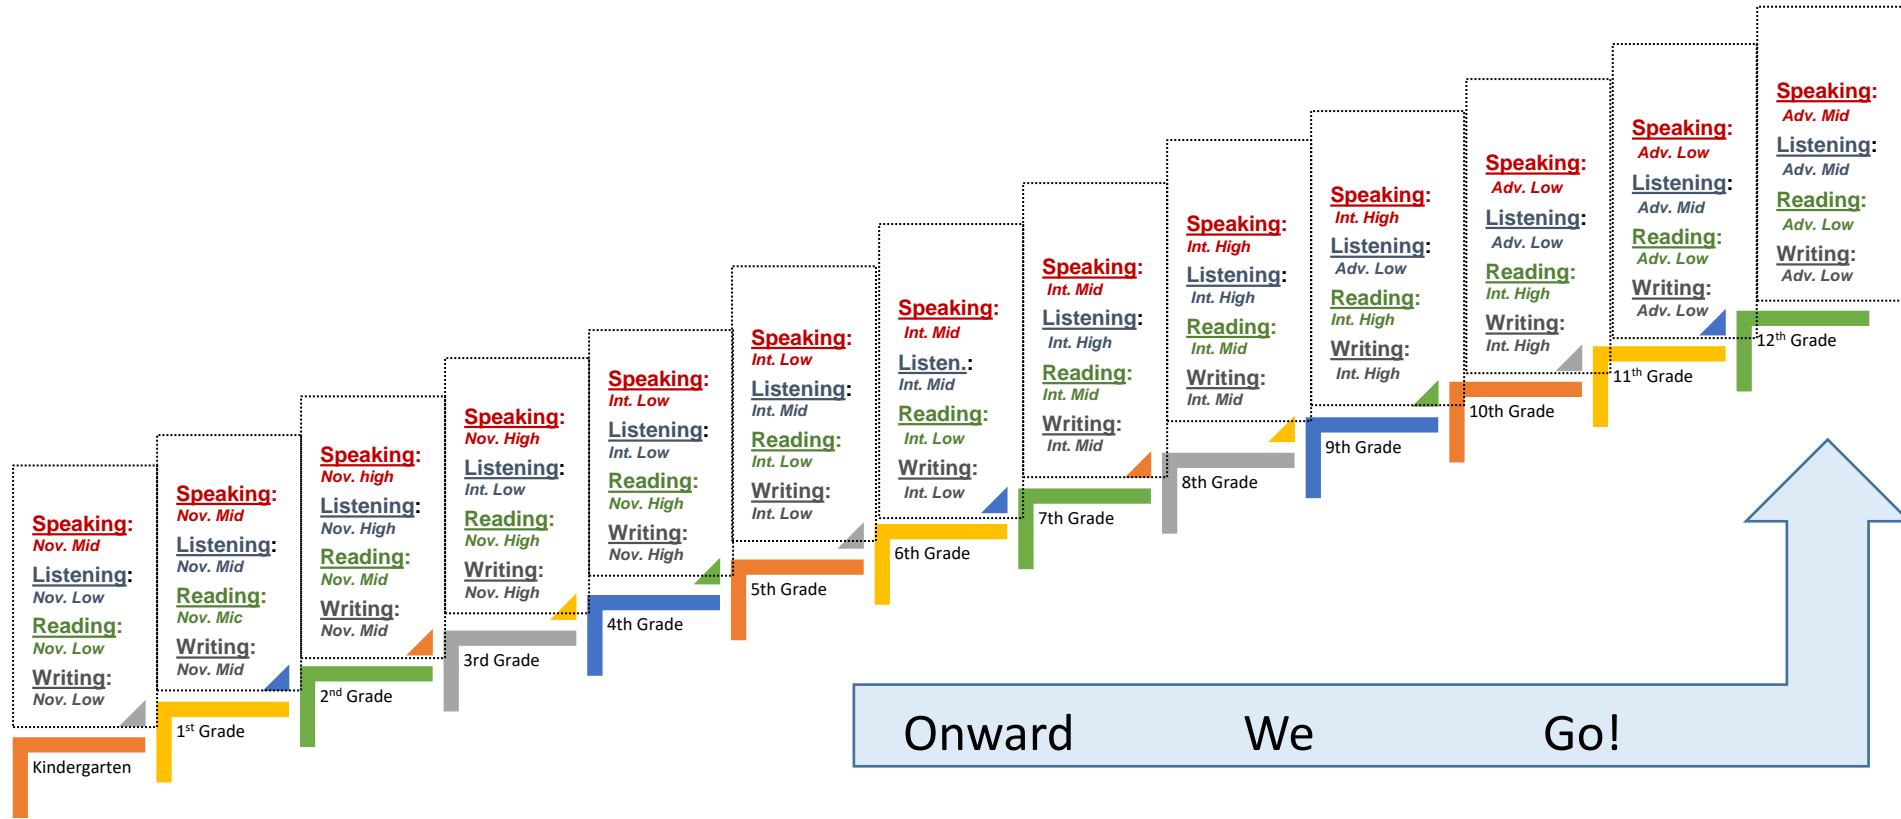 Speaking:
Nov. Mid
Listening:
Nov. Low
Reading:
Nov. Low
Writing:
Nov. Low
Kindergarten
Speaking:
Nov. Mid
Listening:
Nov. Mid
Reading:
Nov. Mic
Writing:
Nov. Mid
1st Grade
Speaking:
Nov. high
Listening:
Nov. High
Reading:
Nov. Mid
Writing:
Nov. Mid
2nd Grade
Speaking:
Nov. High
Listening:
Int. Low
Reading:
Nov. High
Writing:
Nov. High
3rd Grade
Speaking:
Int. Low
Listening:
Int. Low
Reading:
Nov. High
Writing:
Nov. High
4th Grade
Speaking:
Int. Low
Listening:
Int. Mid
Reading:
Int. Low
Writing:
Int. Low
5th Grade
Speaking:
Int. Mid
Listen.:
Int. Mid
Reading:
Int. Low
Writing:
Int. Low
6th Grade
Speaking:
Int. Mid
Listening:
Int. High
Reading:
Int. Mid
Writing:
Int. Mid
7th Grade
Speaking:
Int. High
Listening:
Int. High
Reading:
Int. Mid
Writing:
Int. Mid
8th Grade
Speaking:
Int. High
Listening:
Adv. Low
Reading:
Int. High
Writing:
Int. High
9th Grade
Speaking:
Adv. Low
Listening:
Adv. Low
Reading:
Int. High
Writing:
Int. High
10th Grade
Speaking:
Adv. Low
Listening:
Adv. Mid
Reading:
Adv. Low
Writing:
Adv. Low
11th Grade
Speaking:
Adv. Mid
Listening:
Adv. Mid
Reading:
Adv. Low
Writing:
Adv. Low
12th Grade
Onward We Go!